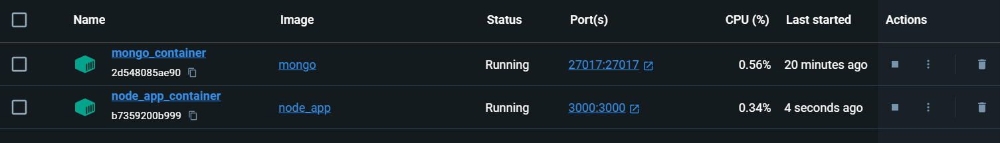 Name Image Status Port(s) CPU (%) Last started Actions
mongo_container
2d548085ae90
mongo Running 27017:27017 0.56% 20 minutes ago
node_app_container
b7359200b999
node_app Running 3000:3000 0.34% 4 seconds ago